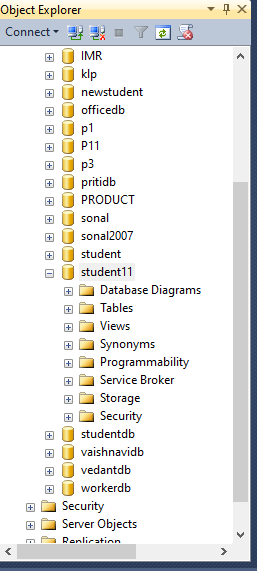 Object Explorer
Connect
IMR
klp
newstudent
officedb
p1
P11
p3
pritidb
PRODUCT
sonal
sonal2007
student
student11
Database Diagrams
Tables
Views
Synonyms
Programmability
Service Broker
Storage
Security
studentdb
vaishnavidb
vedantdb
workerdb
Security
Server Objects
Replication